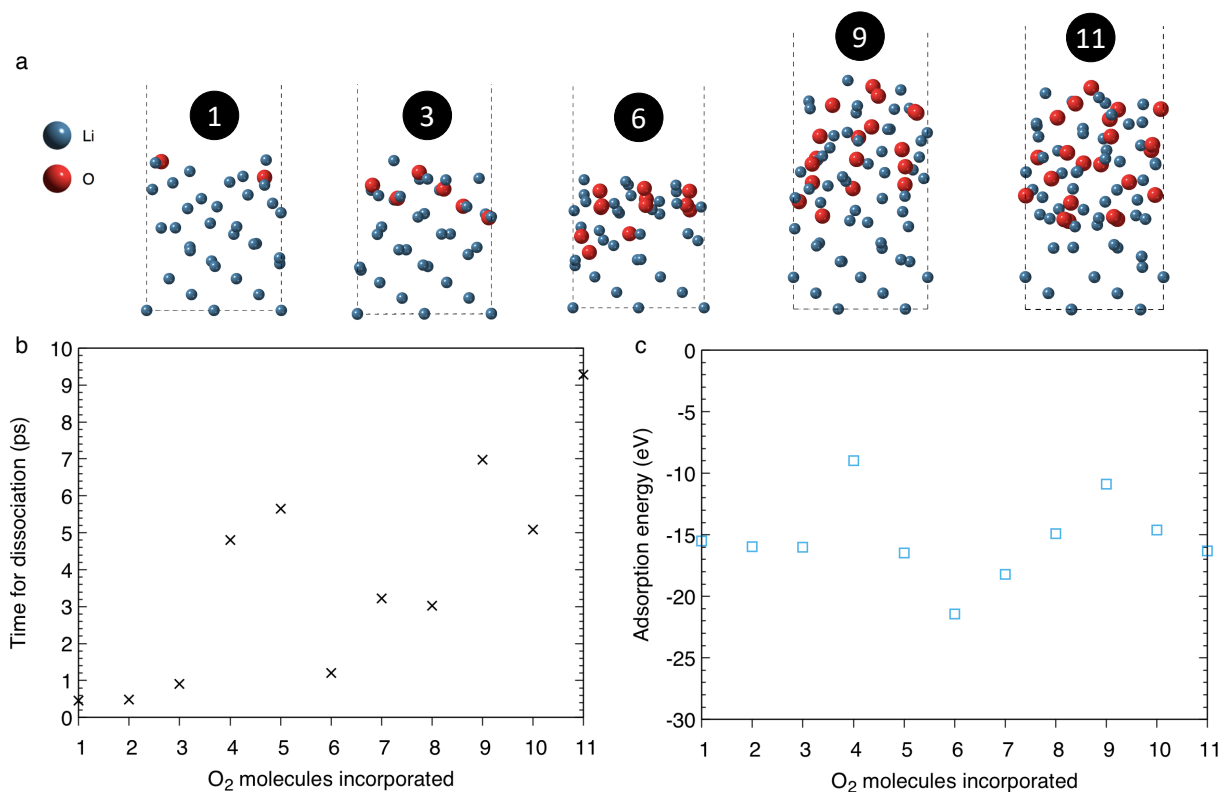 a
1
3
6
9
11
Li
O
b
Time for dissociation (ps)
10
9
8
7
6
5
4
3
2
1
0
1 2 3 4 5 6 7 8 9 10 11
O2 molecules incorporated
c
Adsorption energy (eV)
0
-5
-10
-15
-20
-25
-30
1 2 3 4 5 6 7 8 9 10 11
O2 molecules incorporated